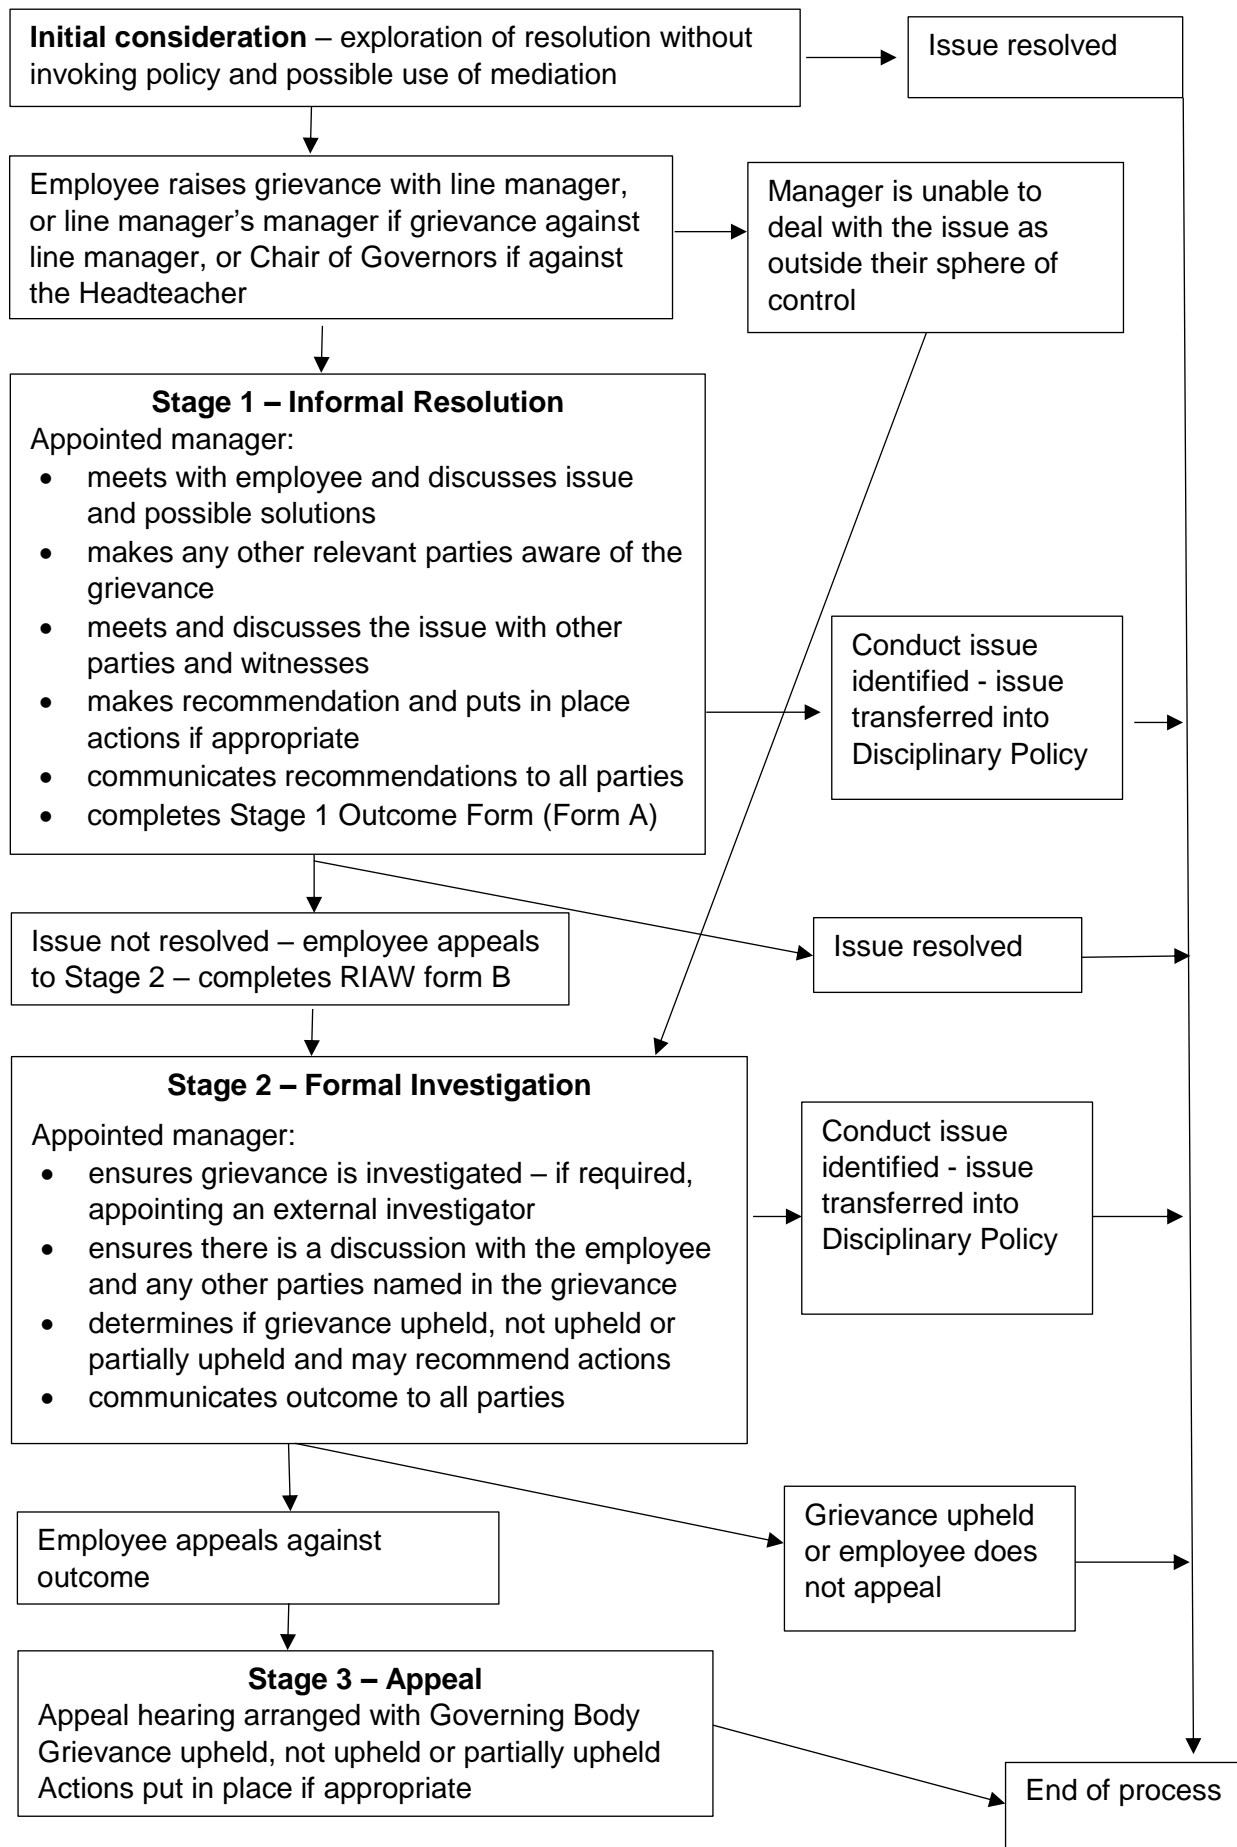 Initial consideration – exploration of resolution without
invoking policy and possible use of mediation
Issue resolved
Employee raises grievance with line manager,
or line manager’s manager if grievance against
line manager, or Chair of Governors if against
the Headteacher
Manager is unable to
deal with the issue as
outside their sphere of
control
Stage 1 – Informal Resolution
Appointed manager:
• meets with employee and discusses issue
and possible solutions
• makes any other relevant parties aware of the
grievance
• meets and discusses the issue with other
parties and witnesses
• makes recommendation and puts in place
actions if appropriate
• communicates recommendations to all parties
• completes Stage 1 Outcome Form (Form A)
Conduct issue
identified - issue
transferred into
Disciplinary Policy
Issue not resolved – employee appeals
to Stage 2 – completes RIAW form B
Issue resolved
Stage 2 – Formal Investigation
Appointed manager:
• ensures grievance is investigated – if required,
appointing an external investigator
• ensures there is a discussion with the employee
and any other parties named in the grievance
• determines if grievance upheld, not upheld or
partially upheld and may recommend actions
• communicates outcome to all parties
Conduct issue
identified - issue
transferred into
Disciplinary Policy
Employee appeals against
outcome
Grievance upheld
or employee does
not appeal
Stage 3 – Appeal
Appeal hearing arranged with Governing Body
Grievance upheld, not upheld or partially upheld
Actions put in place if appropriate
End of process